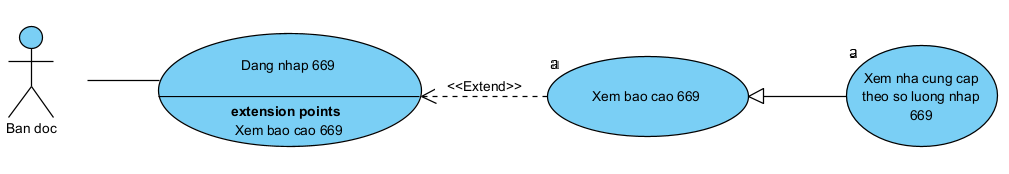 Ban doc
Dang nhap 669
extension points
Xem bao cao 669
<<Extend>>
a
Xem bao cao 669
a
Xem nha cung cap
theo so luong nhap
669